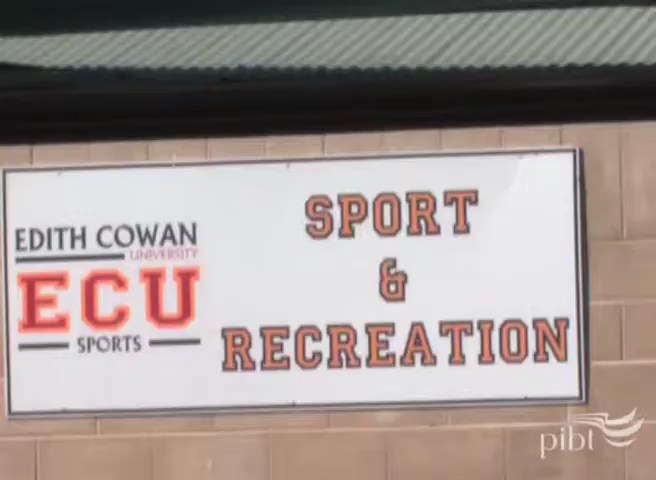 EDITH COWAN
UNIVERSITY
ECU
SPORTS
SPORT
&
RECREATION
pibt